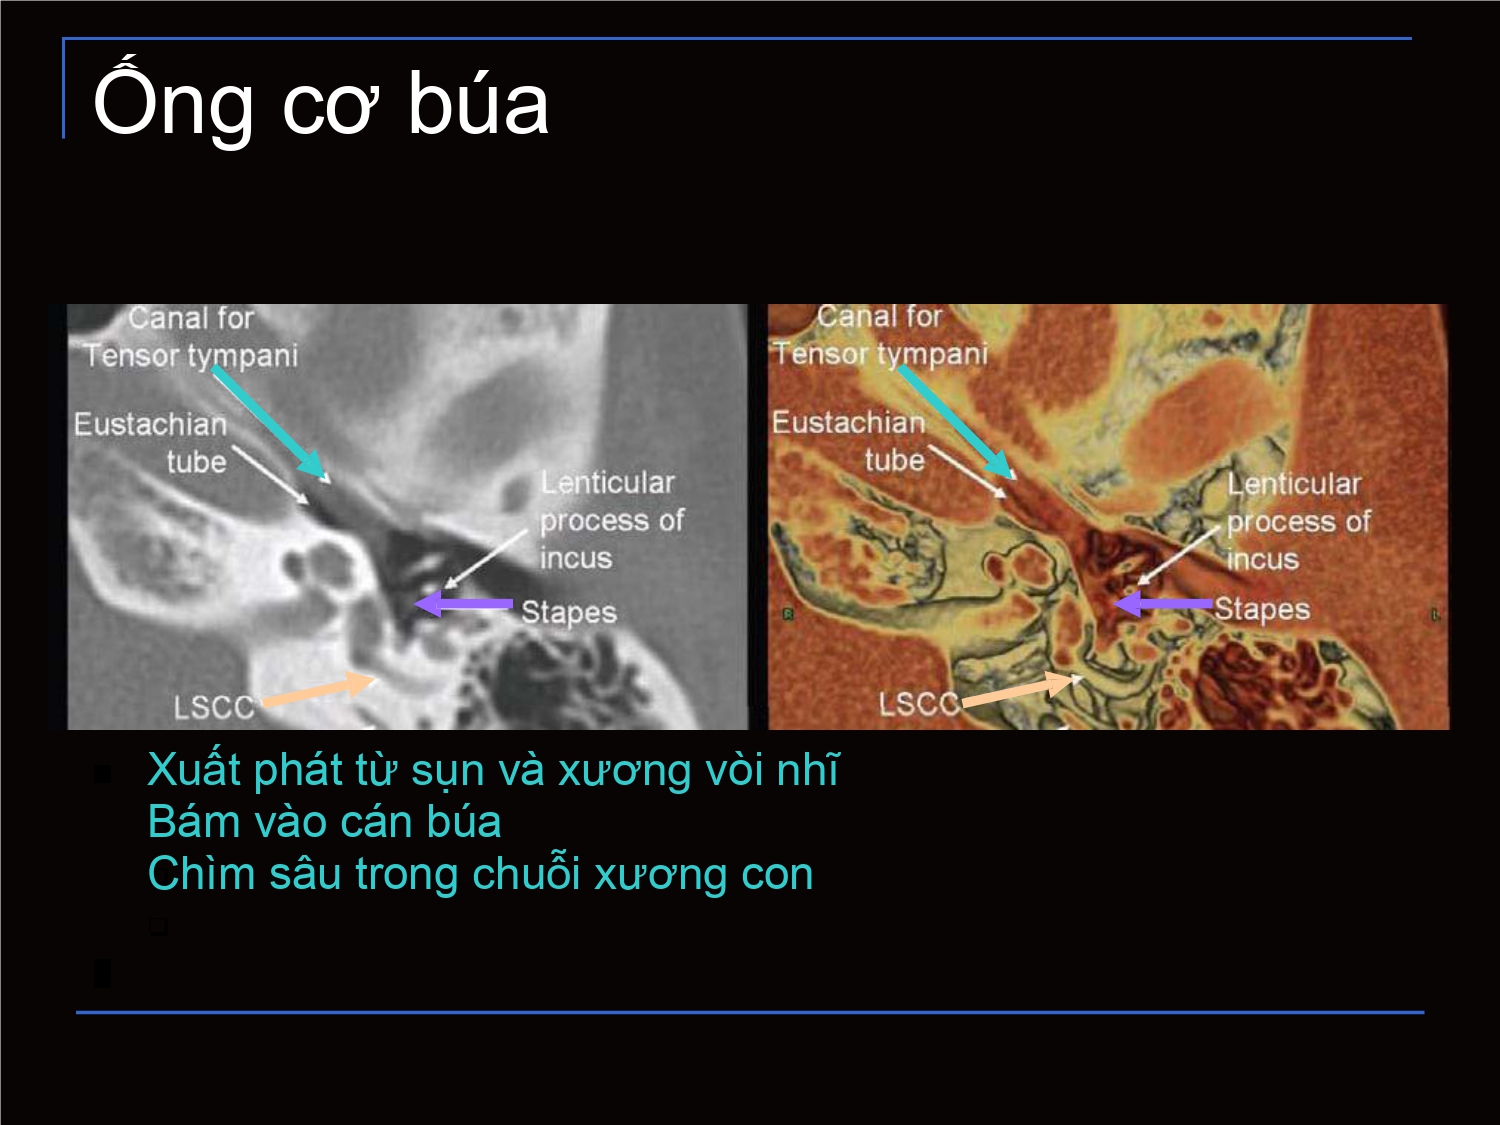 Ống cơ búa
Canal for
Tensor tympani
Eustachian
tube
Lenticular
process of
incus
Stapes
LSCC
Canal for
Tensor tympani
Eustachian
tube
Lenticular
process of
incus
R
L
Stapes
LSCC
Xuất phát từ sụn và xương vòi nhĩ
Bám vào cán búa
Chìm sâu trong chuỗi xương con